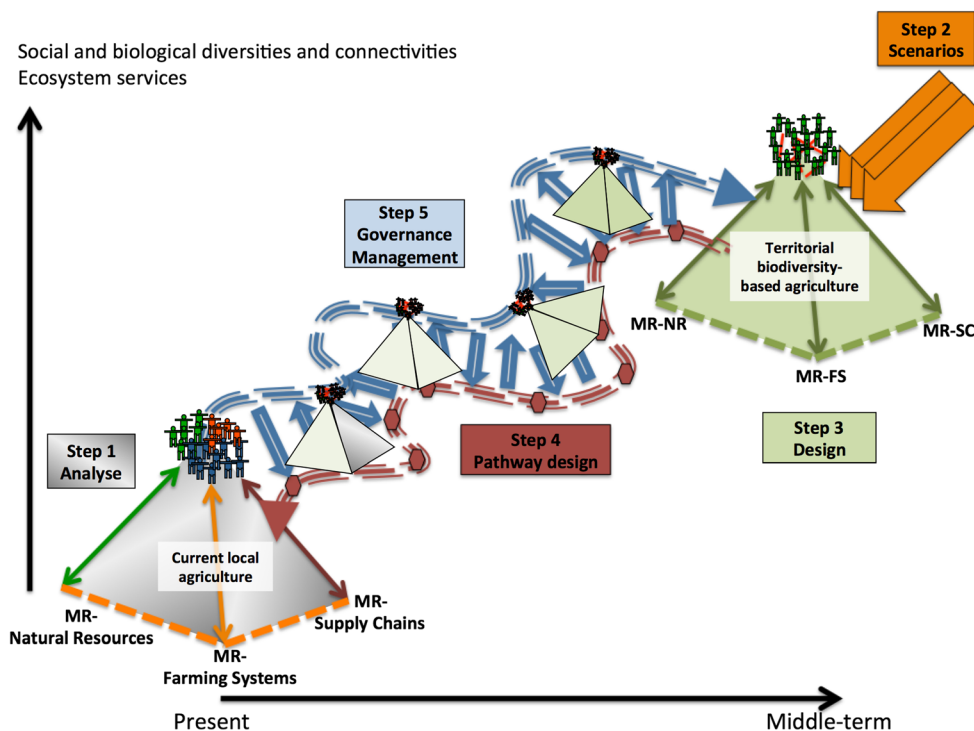 Social and biological diversities and connectivities
Ecosystem services
Step 2
Scenarios
Step 5
Governance
Management
Territorial
biodiversity-
based agriculture
MR-NR
MR-SC
MR-FS
Step 1
Analyse
Step 4
Pathway design
Step 3
Design
Current local
agriculture
MR-
Natural Resources
MR-
Supply Chains
MR-
Farming Systems
Present
Middle-term